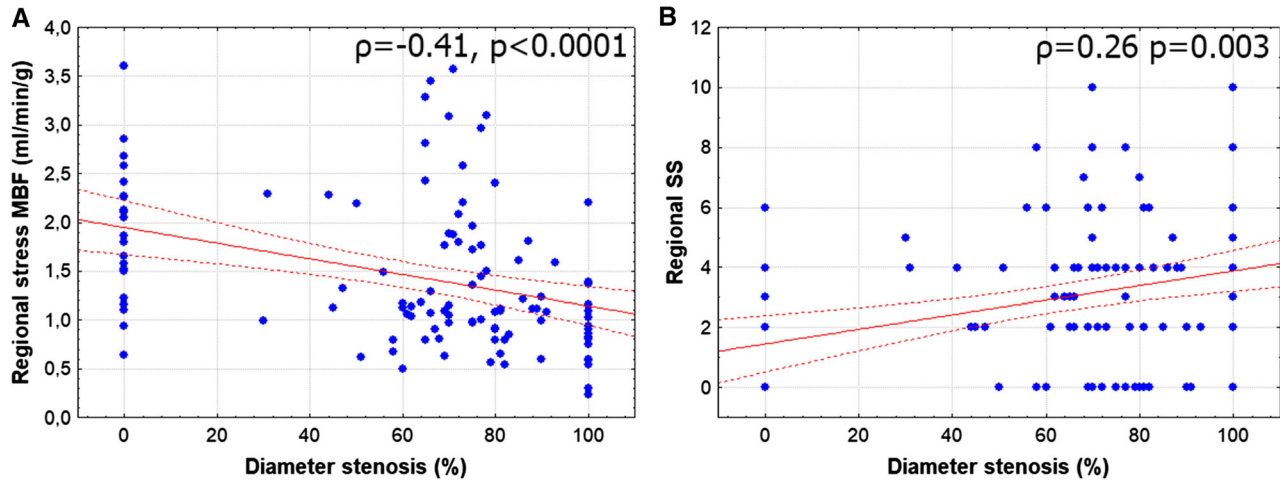 A
ρ=-0.41, p<0.0001
Regional stress MBF (ml/min/g)
4,0
3,5
3,0
2,5
2,0
1,5
1,0
0,5
0,0
0 20 40 60 80 100
Diameter stenosis (%)
B
ρ=0.26 p=0.003
Regional SS
12
10
8
6
4
2
0
0 20 40 60 80 100
Diameter stenosis (%)